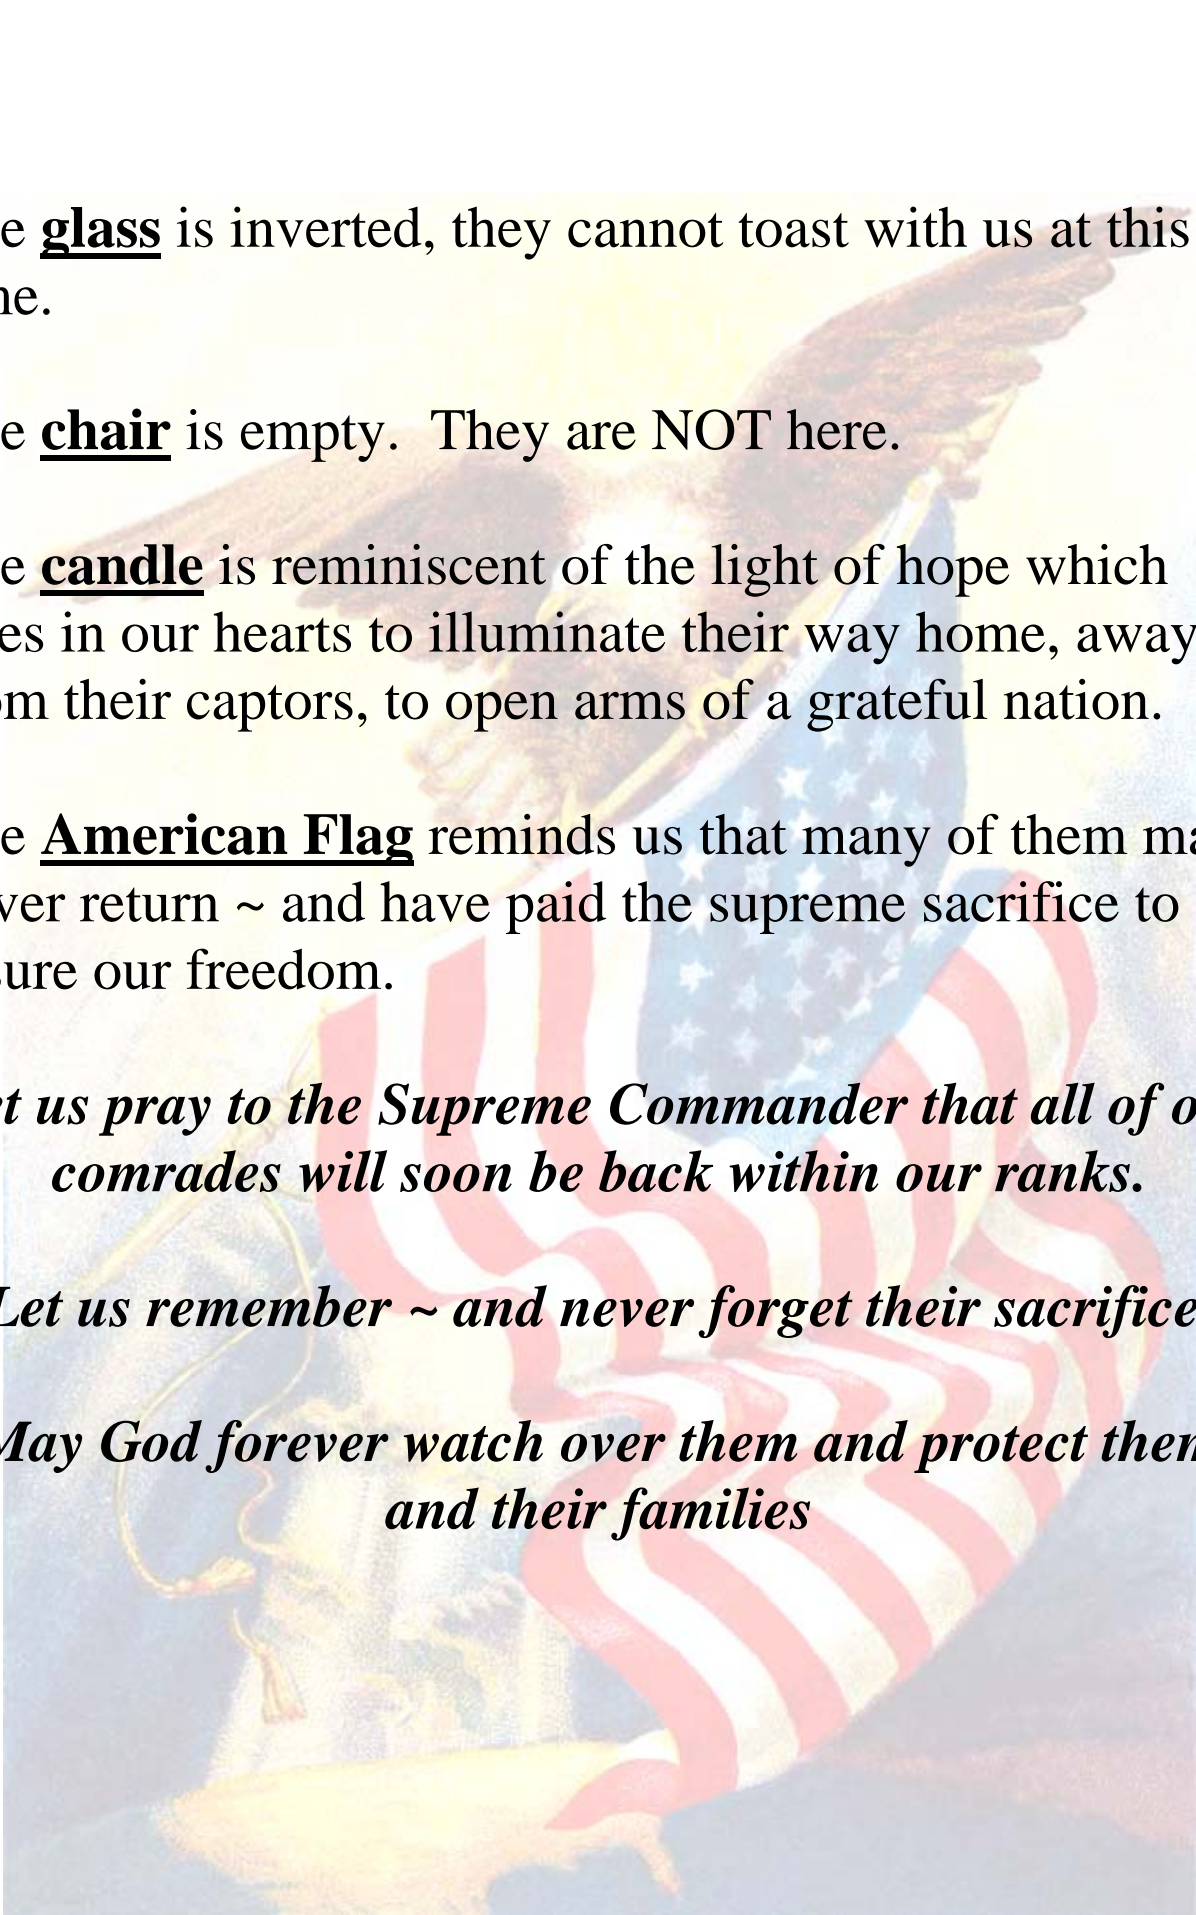 e glass is inverted, they cannot toast with us at this
ne.
e chair is empty. They are NOT here.
e candle is reminiscent of the light of hope which
es in our hearts to illuminate their way home, away
om their captors, to open arms of a grateful nation.
e American Flag reminds us that many of them ma
ver return ~ and have paid the supreme sacrifice to
sure our freedom.
t us pray to the Supreme Commander that all of o
comrades will soon be back within our ranks.
Let us remember ~ and never forget their sacrifice
May God forever watch over them and protect them
and their families